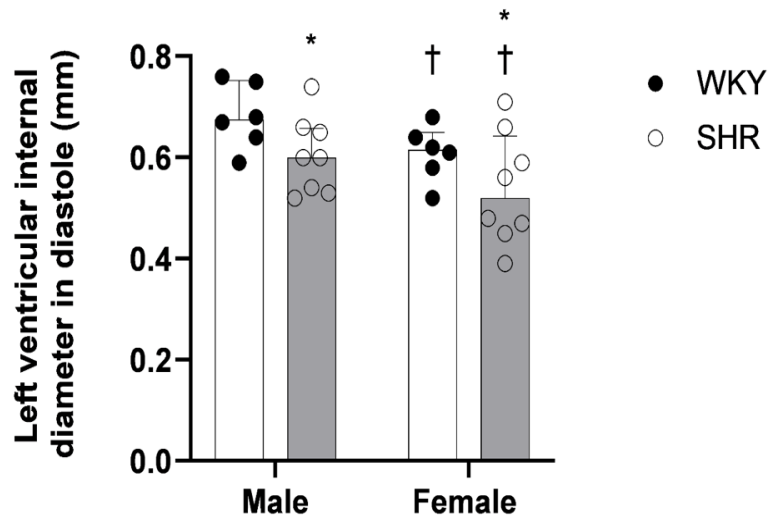 Left ventricular internal
diameter in diastole (mm)
0.8
0.6
0.4
0.2
0.0
*
†
*
†
Male
Female
WKY
SHR